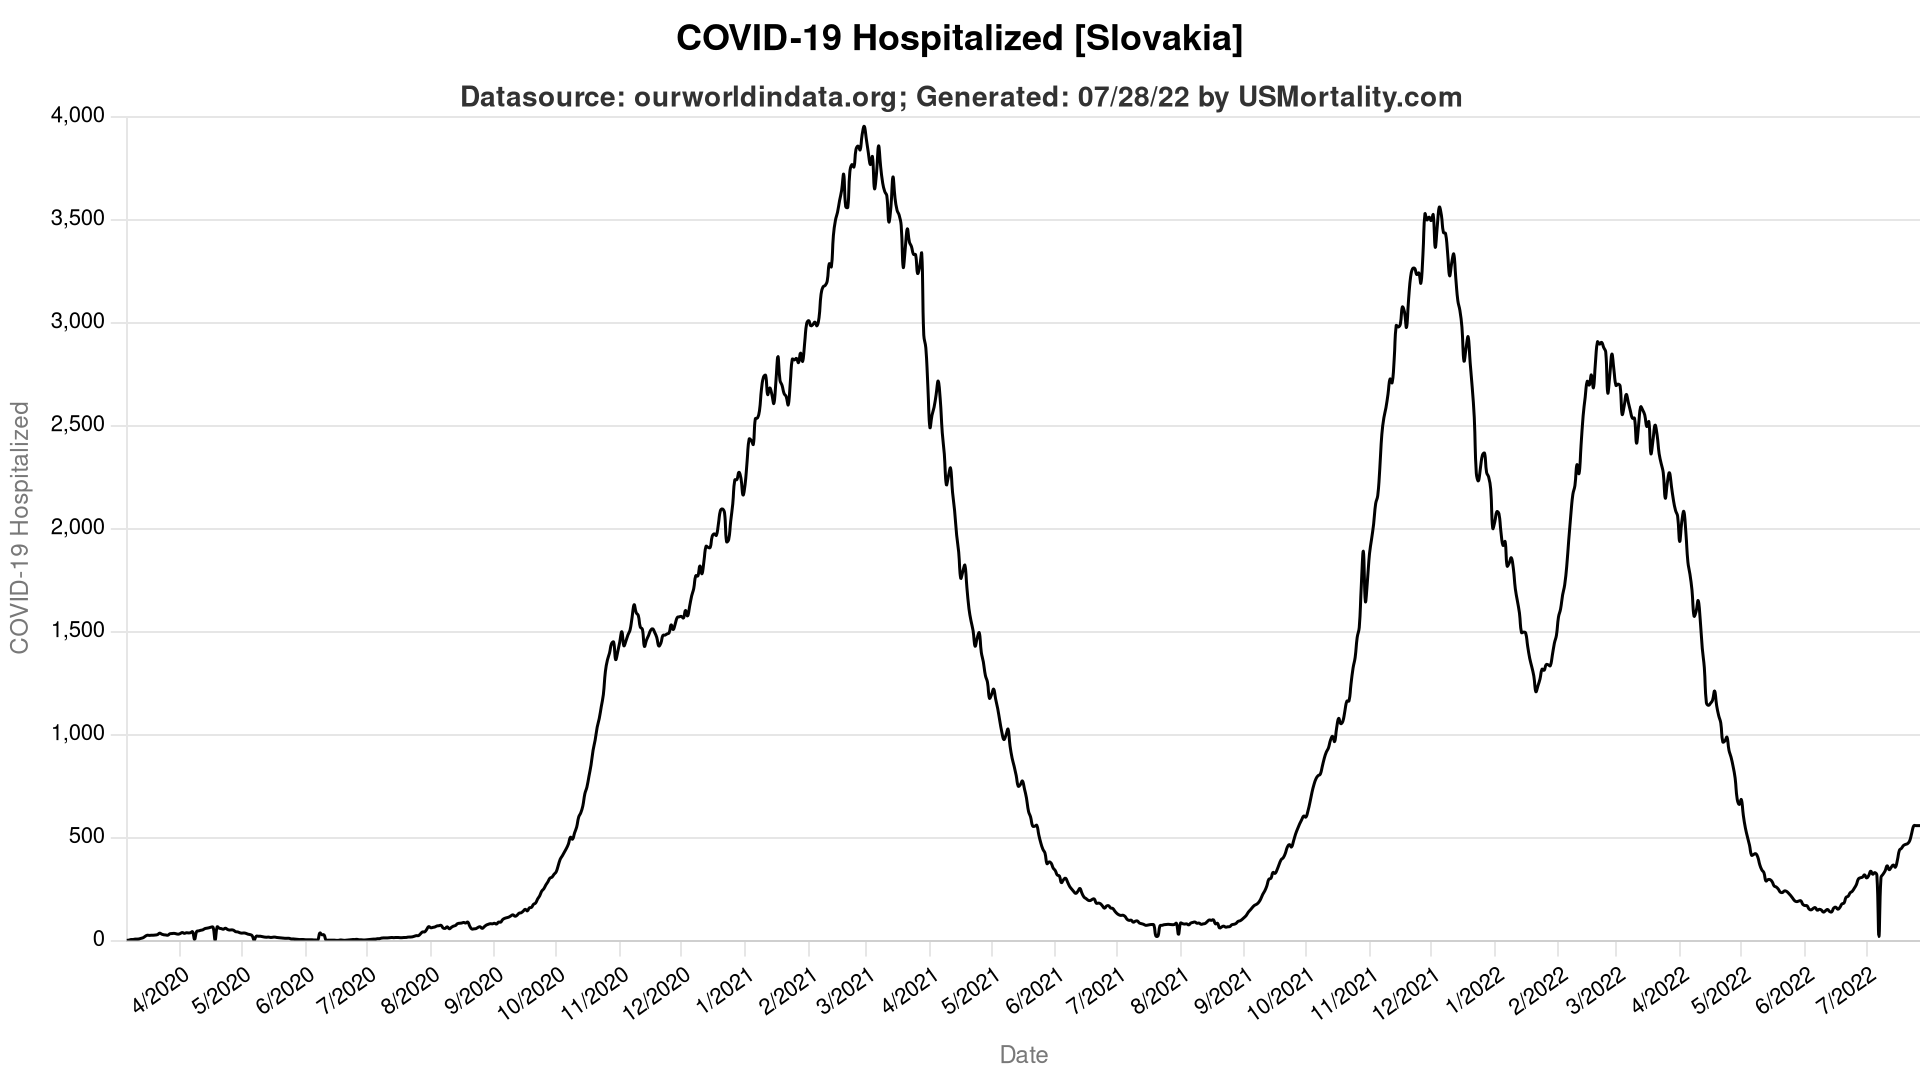 COVID-19 Hospitalized [Slovakia]
Datasource: ourworldindata.org; Generated: 07/28/22 by USMortality.com
4,000
3,500
3,000
2,500
2,000
1,500
1,000
500
0
COVID-19 Hospitalized
4/2020 5/2020 6/2020 7/2020 8/2020 9/2020 10/2020 11/2020 12/2020 1/2021 2/2021 3/2021 4/2021 5/2021 6/2021 7/2021 8/2021 9/2021 10/2021 11/2021 12/2021 1/2022 2/2022 3/2022 4/2022 5/2022 6/2022 7/2022
Date